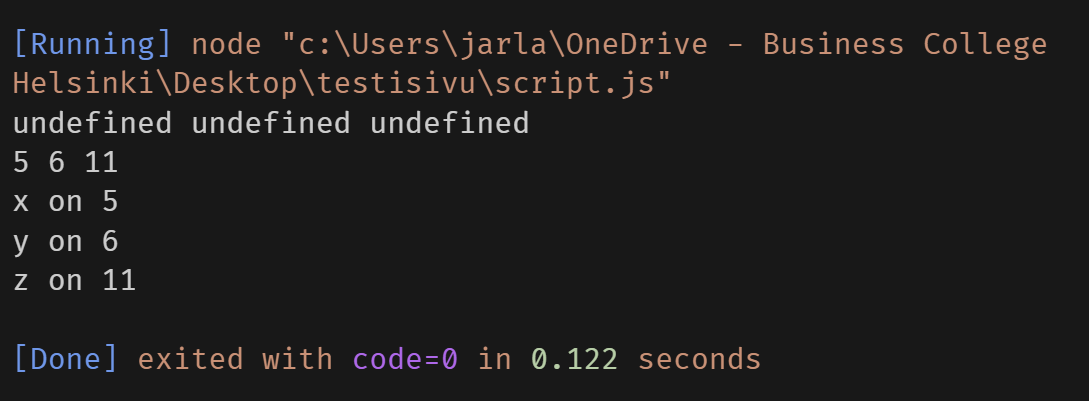 [Running] node "c:\Users\jarla\OneDrive - Business College
Helsinki\Desktop\testisivu\script.js"
undefined undefined undefined
5 6 11
x on 5
y on 6
z on 11
[Done] exited with code=0 in 0.122 seconds